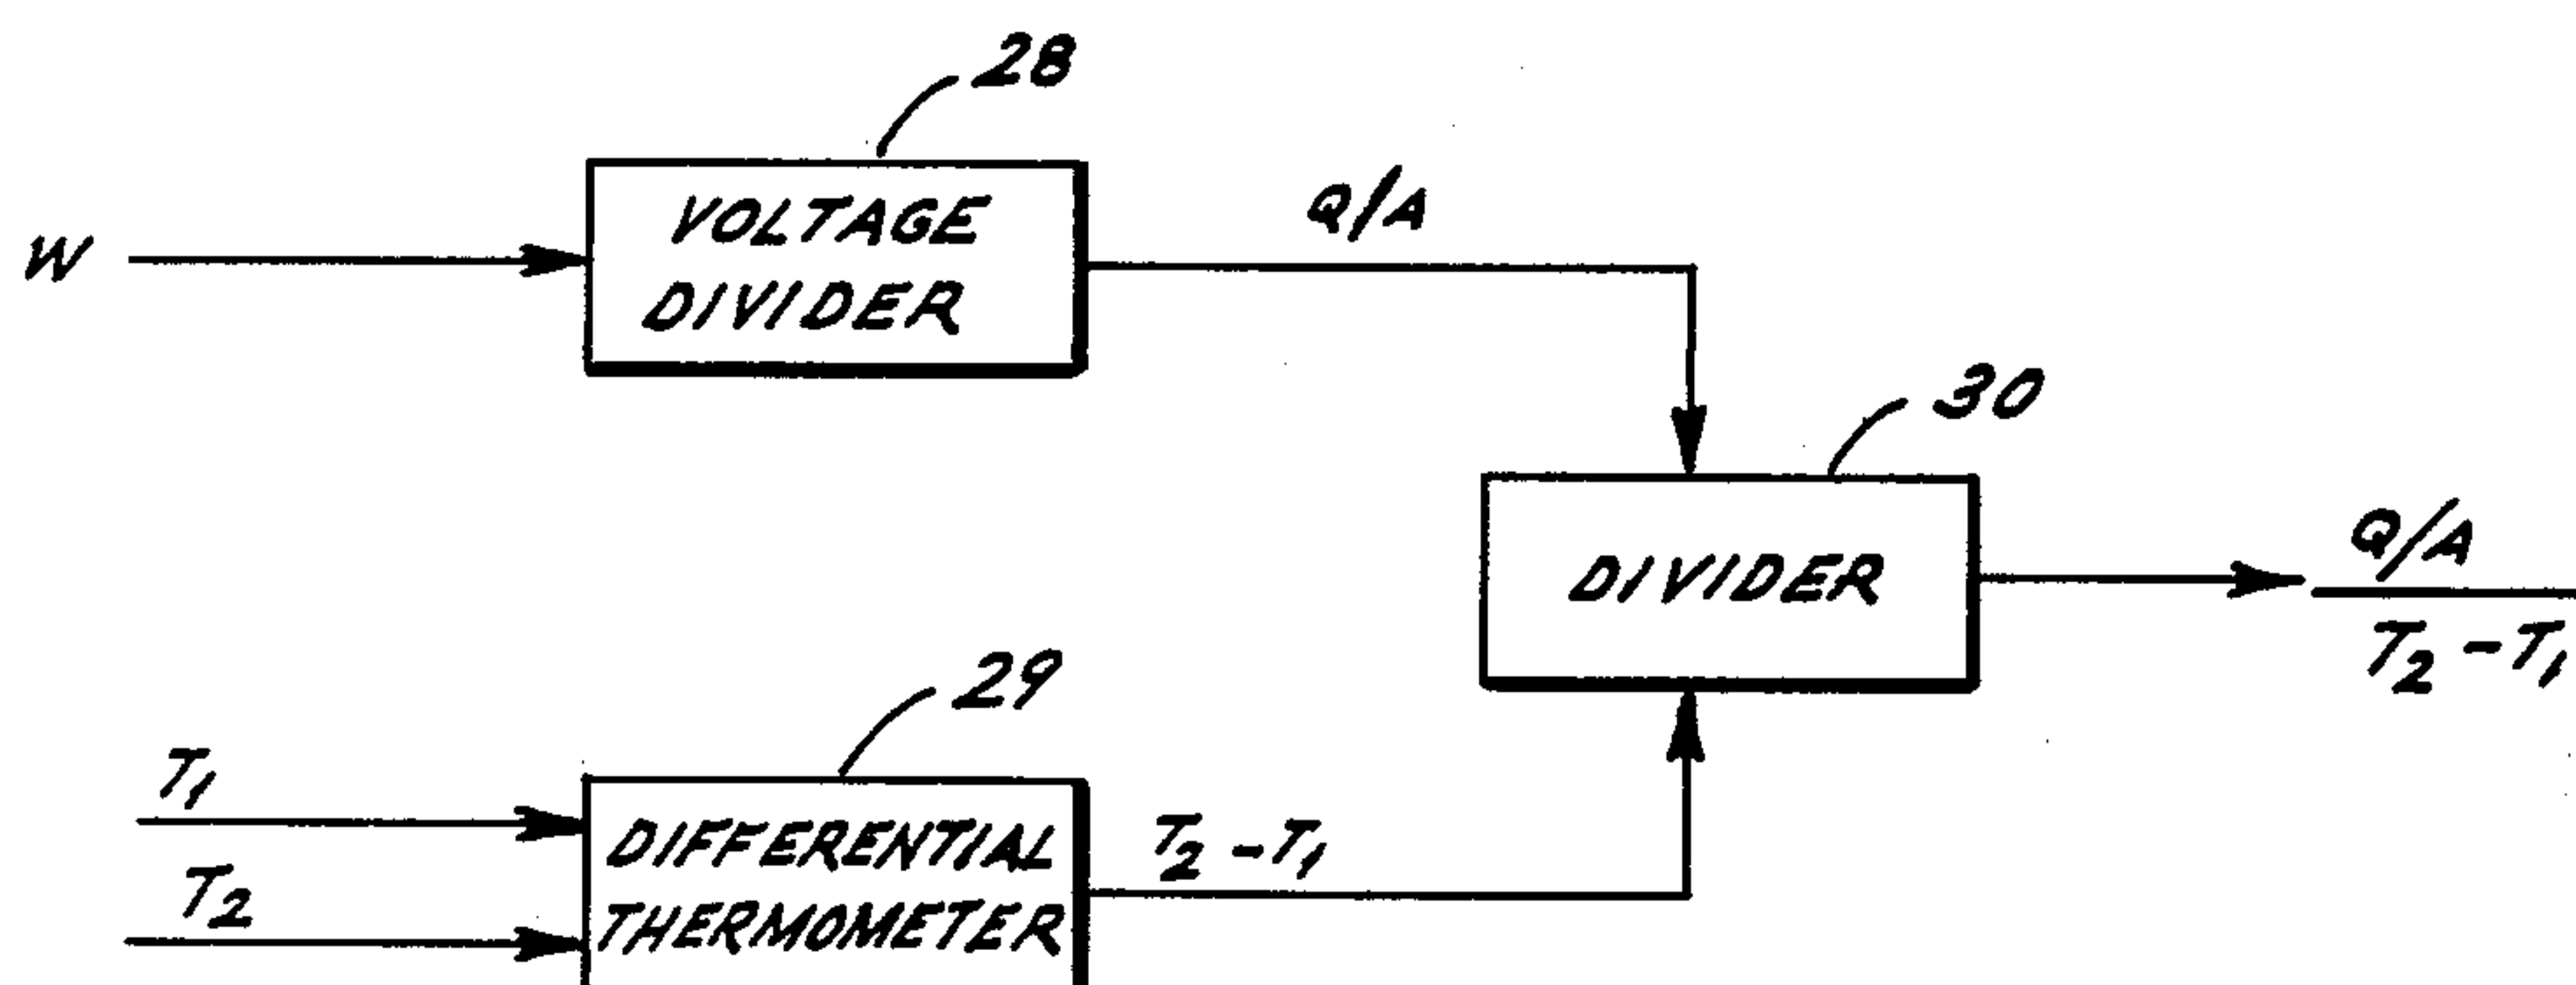 28
VOLTAGE
DIVIDER
W
Q/A
30
DIVIDER
Q/A
T₂ - T₁
29
T₁
T₂
DIFFERENTIAL
THERMOMETER
T₂ - T₁